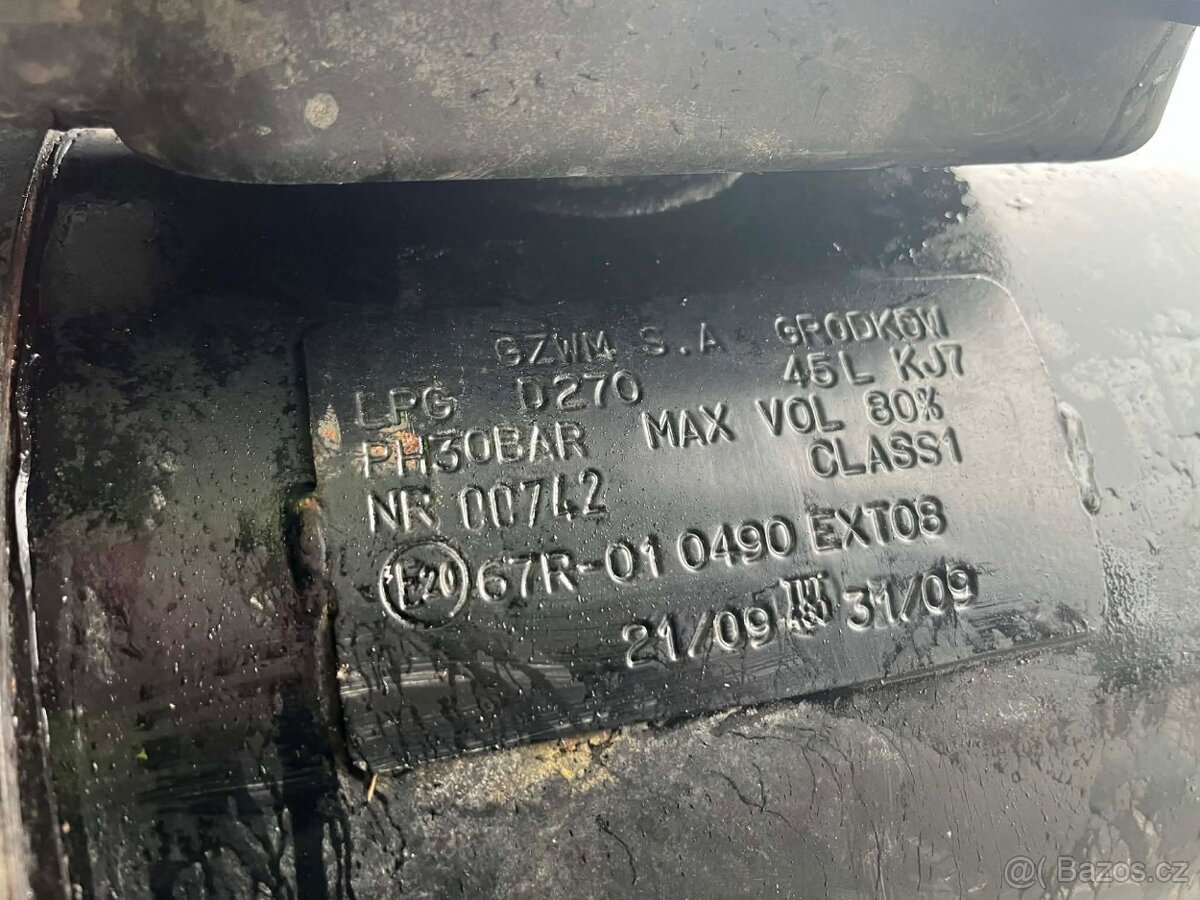 GZWM S.A GRODKÓW
LPG D270 45L KJ7
PH30BAR MAX VOL 80%
NR 00742 CLASS1
E20 67R-01 0490 EXT08
21/09 31/09
Bazos.cz